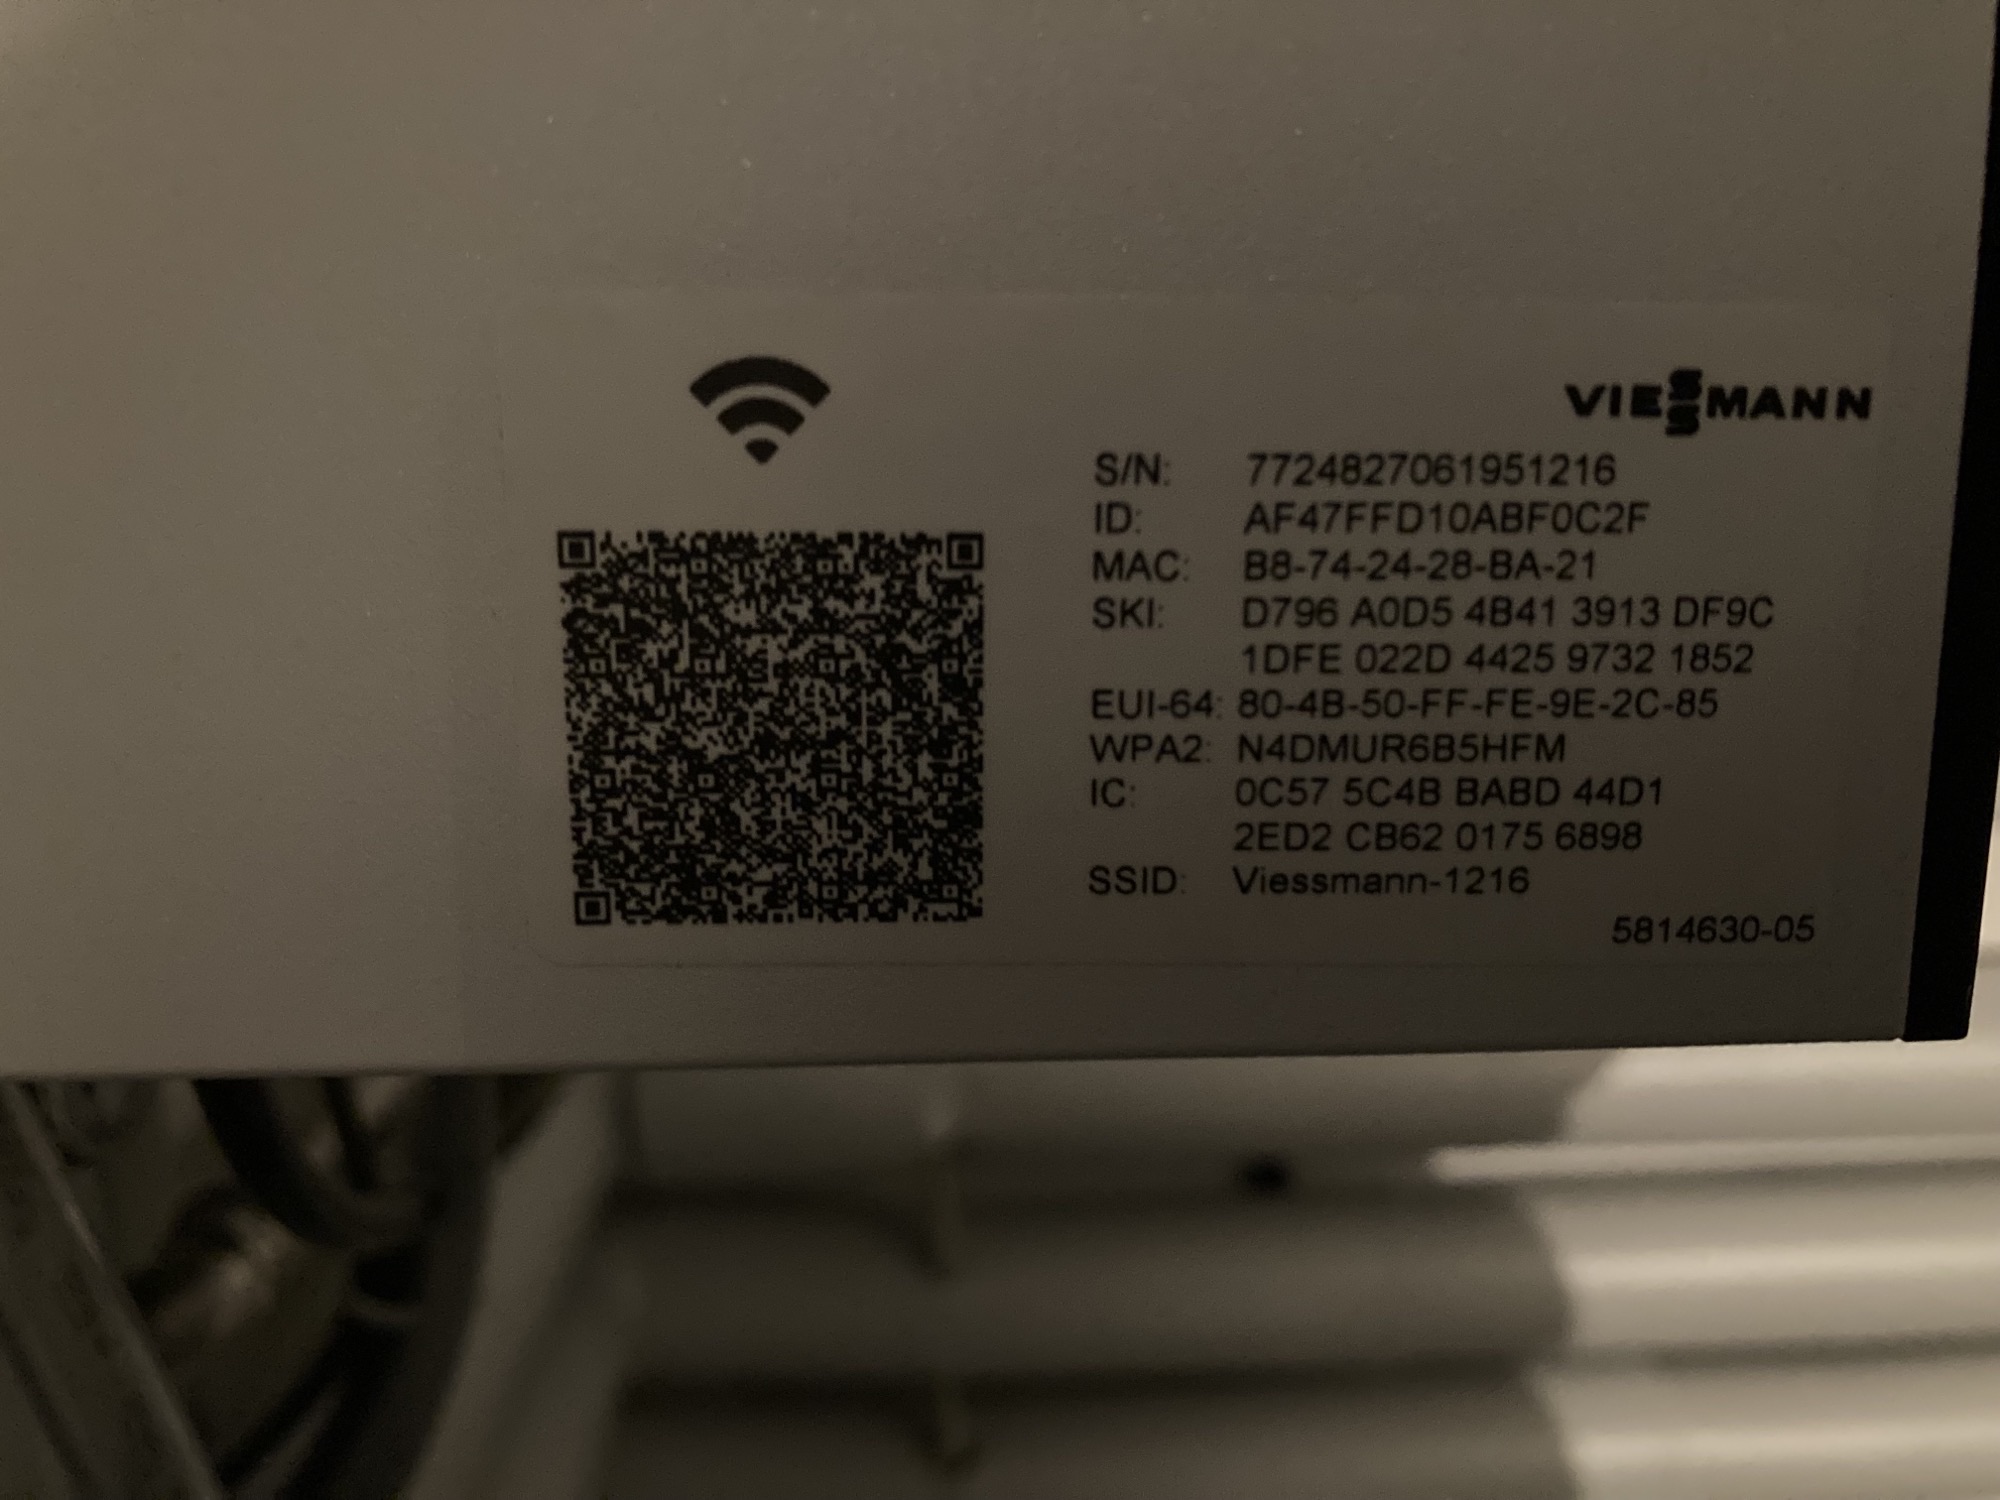 VIESSMANN
S/N: 7724827061951216
ID: AF47FFD10ABF0C2F
MAC: B8-74-24-28-BA-21
SKI: D796 A0D5 4B41 3913 DF9C
1DFE 022D 4425 9732 1852
EUI-64: 80-4B-50-FF-FE-9E-2C-85
WPA2: N4DMUR6B5HFM
IC: 0C57 5C4B BABD 44D1
2ED2 CB62 0175 6898
SSID: Viessmann-1216
5814630-05